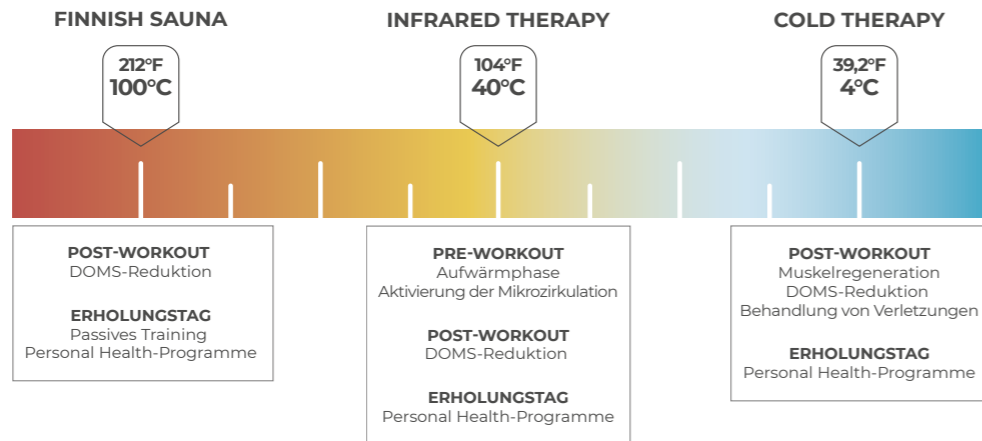 FINNISH SAUNA
212°F
100°C
POST-WORKOUT
DOMS-Reduktion
ERHOLUNGSTAG
Passives Training
Personal Health-Programme
INFRARED THERAPY
104°F
40°C
PRE-WORKOUT
Aufwärmphase
Aktivierung der Mikrozirkulation
POST-WORKOUT
DOMS-Reduktion
ERHOLUNGSTAG
Personal Health-Programme
COLD THERAPY
39,2°F
4°C
POST-WORKOUT
Muskelregeneration
DOMS-Reduktion
Behandlung von Verletzungen
ERHOLUNGSTAG
Personal Health-Programme